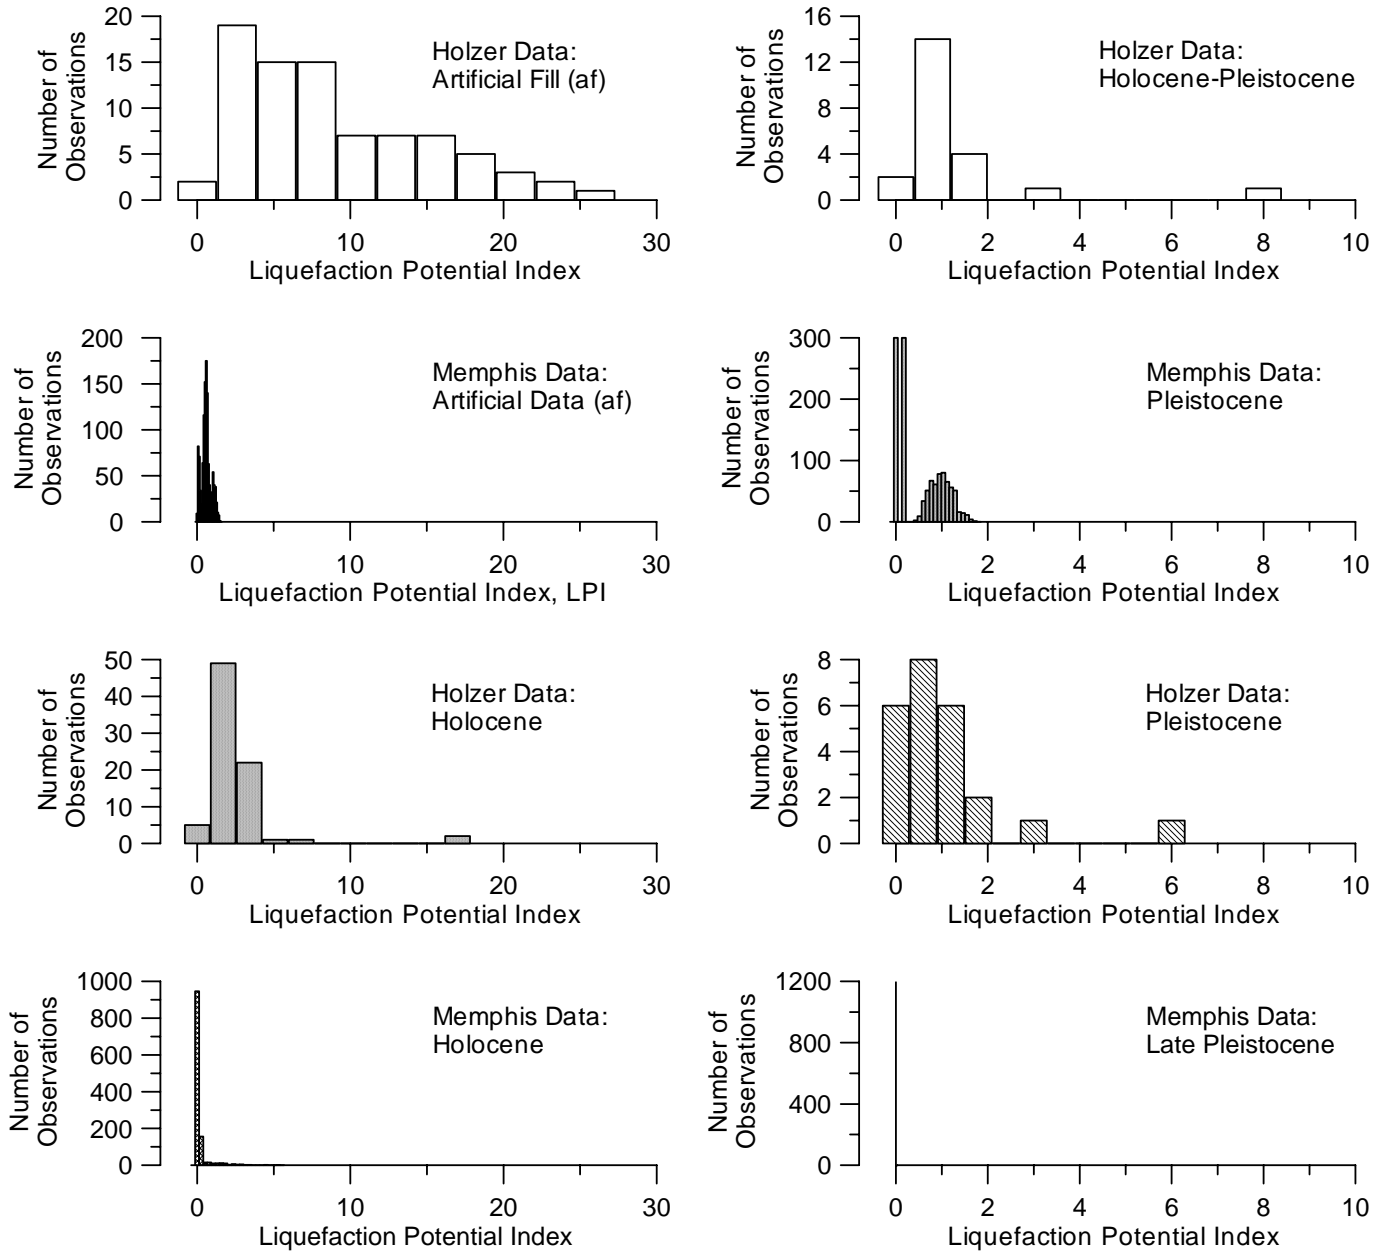 Number of
Observations
20
15
10
5
0
Holzer Data:
Artificial Fill (af)
0 10 20 30
Liquefaction Potential Index
Number of
Observations
16
12
8
4
0
Holzer Data:
Holocene-Pleistocene
0 2 4 6 8 10
Liquefaction Potential Index
Number of
Observations
200
150
100
50
0
Memphis Data:
Artificial Data (af)
0 10 20 30
Liquefaction Potential Index, LPI
Number of
Observations
300
200
100
0
Memphis Data:
Pleistocene
0 2 4 6 8 10
Liquefaction Potential Index
Number of
Observations
50
40
30
20
10
0
Holzer Data:
Holocene
0 10 20 30
Liquefaction Potential Index
Number of
Observations
8
6
4
2
0
Holzer Data:
Pleistocene
0 2 4 6 8 10
Liquefaction Potential Index
Number of
Observations
1000
800
600
400
200
0
Memphis Data:
Holocene
0 10 20 30
Liquefaction Potential Index
Number of
Observations
1200
800
400
0
Memphis Data:
Late Pleistocene
0 2 4 6 8 10
Liquefaction Potential Index